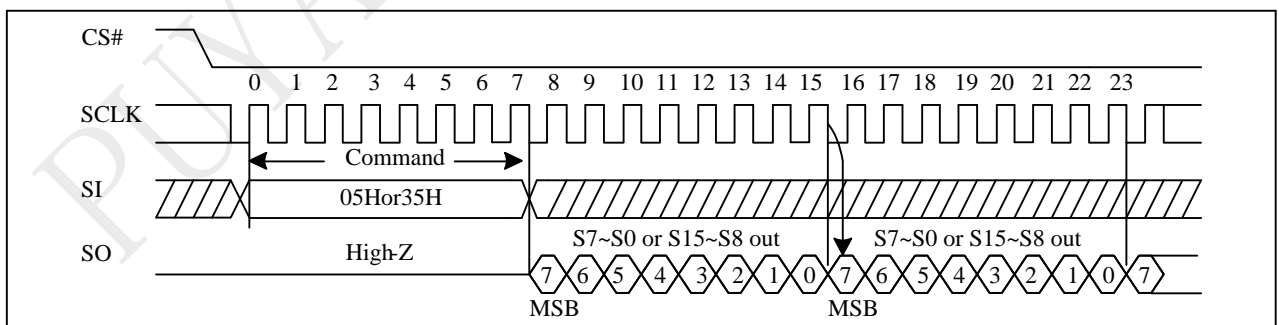 PUYA
CS#
0 1 2 3 4 5 6 7 8 9 10 11 12 13 14 15 16 17 18 19 20 21 22 23
SCLK
Command
SI
05Hor35H
S7~S0 or S15~S8 out
S7~S0 or S15~S8 out
SO
High-Z
7 6 5 4 3 2 1 0 7 6 5 4 3 2 1 0 7
MSB
MSB